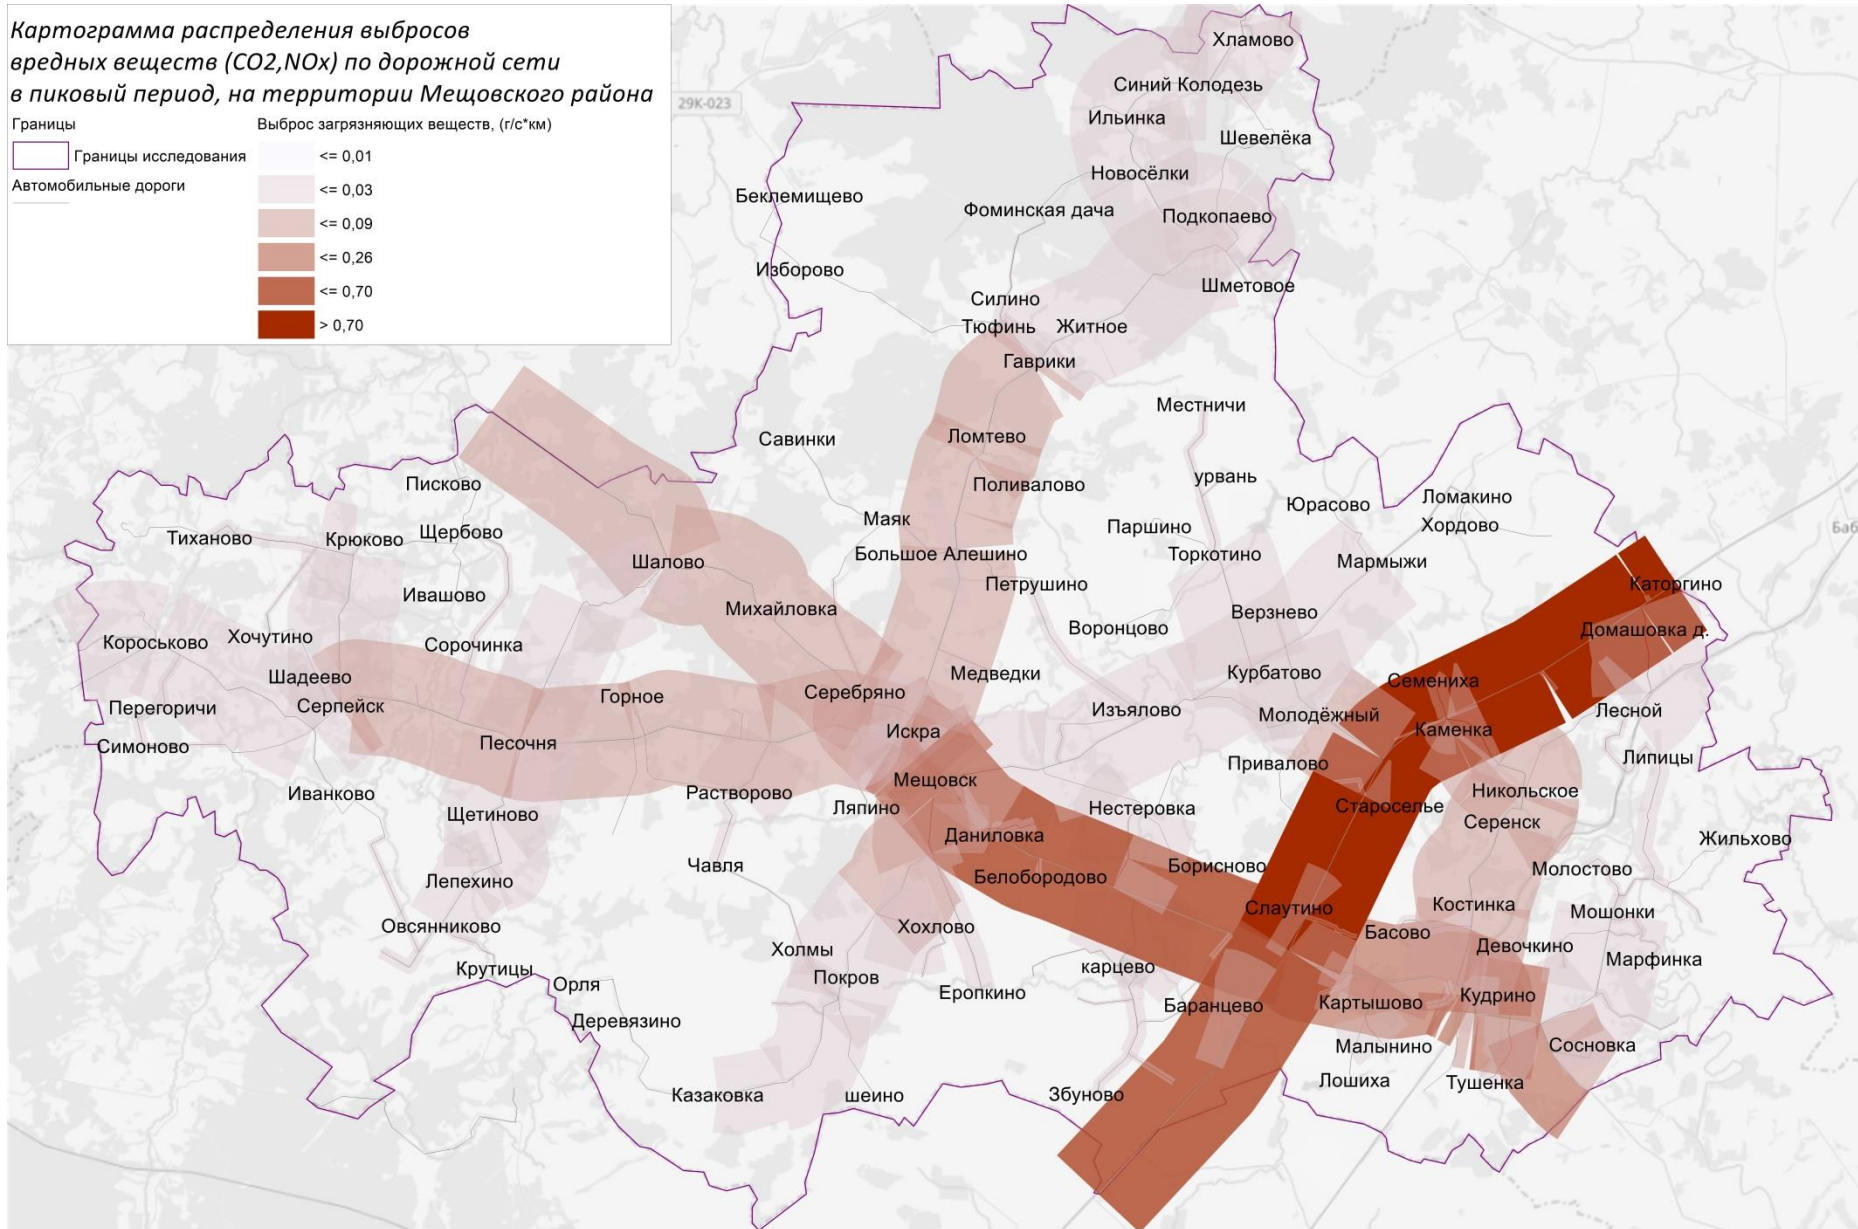 Картограмма распределения выбросов
вредных веществ (CO2,NOx) по дорожной сети
в пиковый период, на территории Мещовского района
Границы
Границы исследования
Автомобильные дороги
Выброс загрязняющих веществ, (г/с*км)
<= 0,01
<= 0,03
<= 0,09
<= 0,26
<= 0,70
> 0,70
29К-023
Хламово
Синий Колодезь
Ильинка
Шевелёка
Новосёлки
Беклемищево
Фоминская дача
Подкопаево
Изборово
Шметовое
Силино
Тюфинь
Житное
Гаврики
Местничи
Савинки
Ломтево
Писково
Поливалово
урвань
Юрасово
Ломакино
Хордово
Маяк
Паршино
Тиханово
Крюково
Щербово
Баб
Большое Алешино
Торкотино
Шалово
Мармыжи
Петрушино
Каторгино
Ивашово
Михайловка
Верзнево
Воронцово
Домашовка д.
Короськово
Хочутино
Сорочинка
Шадеево
Медведки
Курбатово
Семениха
Горное
Серебряно
Перегоричи
Серпейск
Изъялово
Молодёжный
Лесной
Искра
Каменка
Симоново
Песочня
Привалово
Липицы
Мещовск
Иванково
Растворово
Никольское
Ляпино
Нестеровка
Староселье
Щетиново
Серенск
Даниловка
Жильхово
Чавля
Борисново
Молостово
Лепехино
Белобородово
Слаутино
Костинка
Мошонки
Овсянниково
Хохлово
Басово
Девочкино
Холмы
Марфинка
Крутицы
карцево
Покров
Орля
Еропкино
Кудрино
Баранцево
Картышово
Деревязино
Малынино
Сосновка
Лошиха
Тушенка
Казаковка
шеино
Збуново